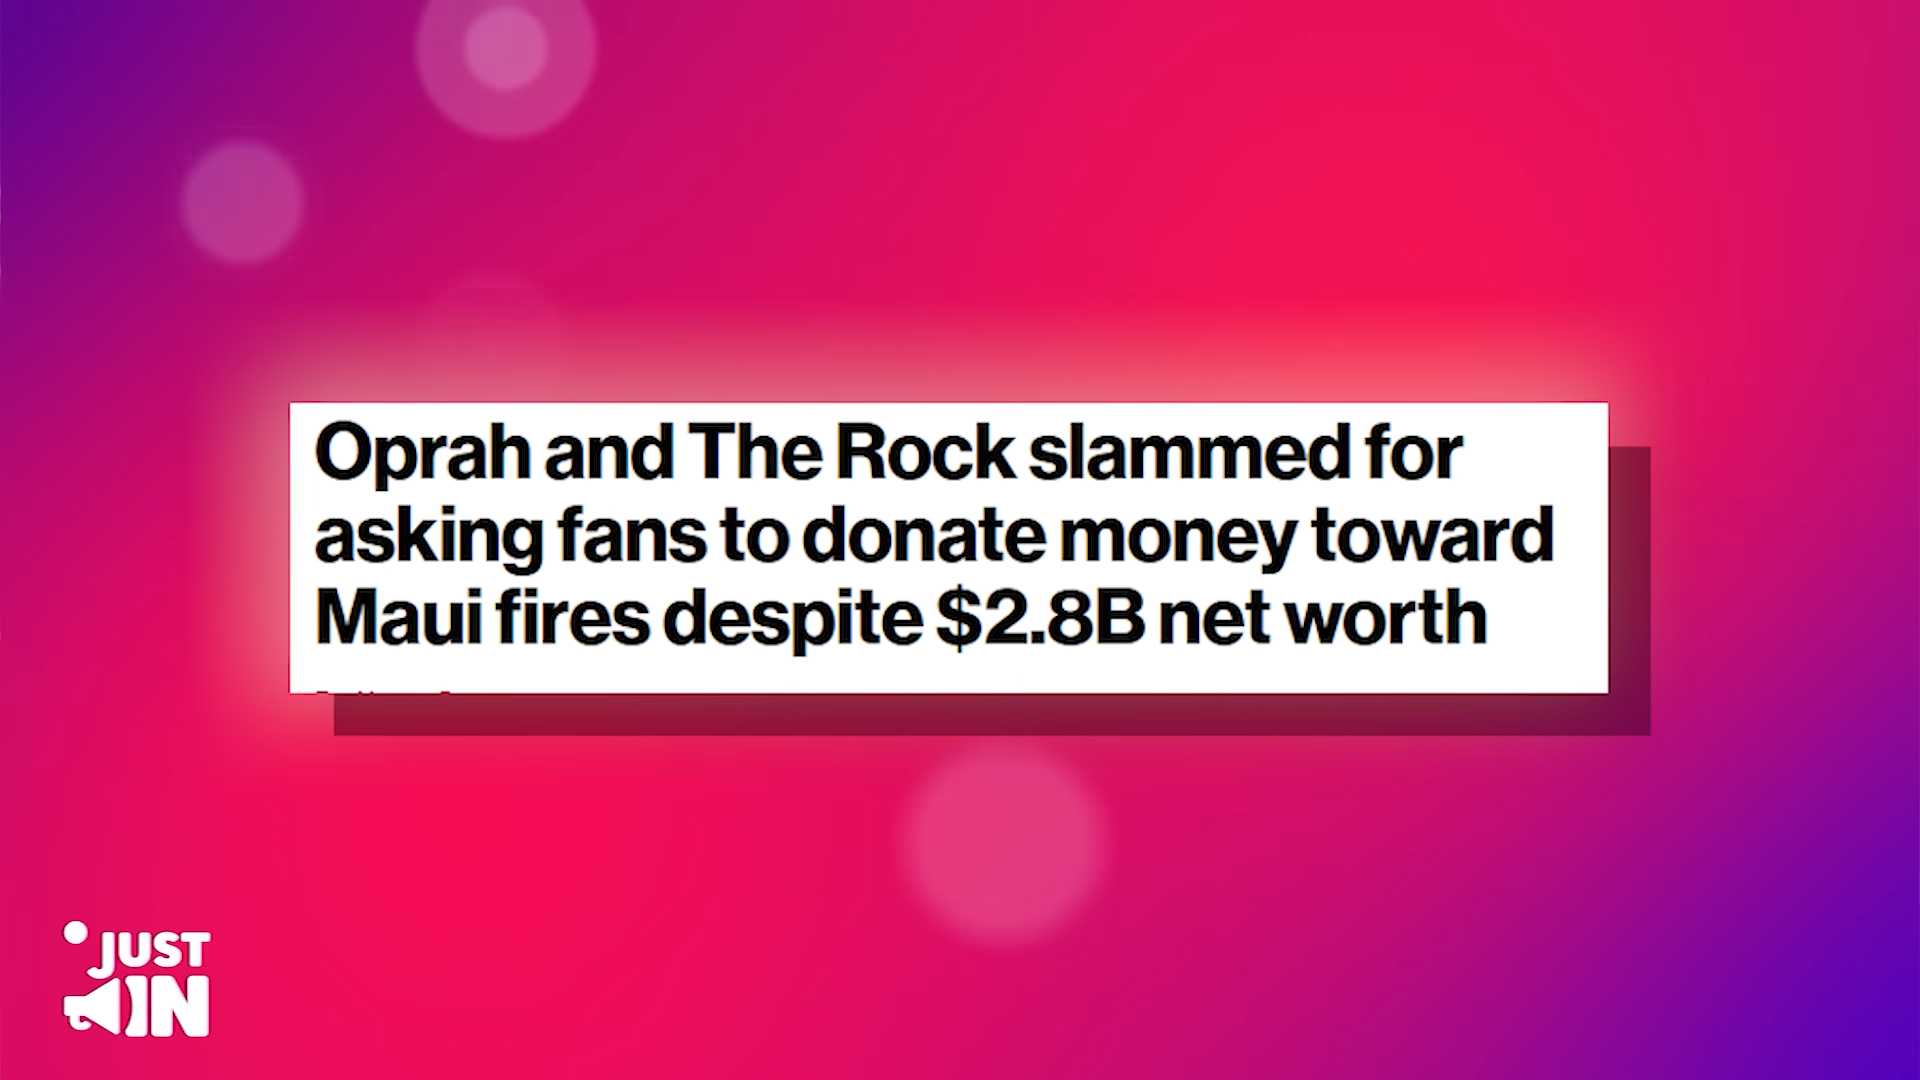 Oprah and The Rock slammed for
asking fans to donate money toward
Maui fires despite $2.8B net worth
JUST
IN